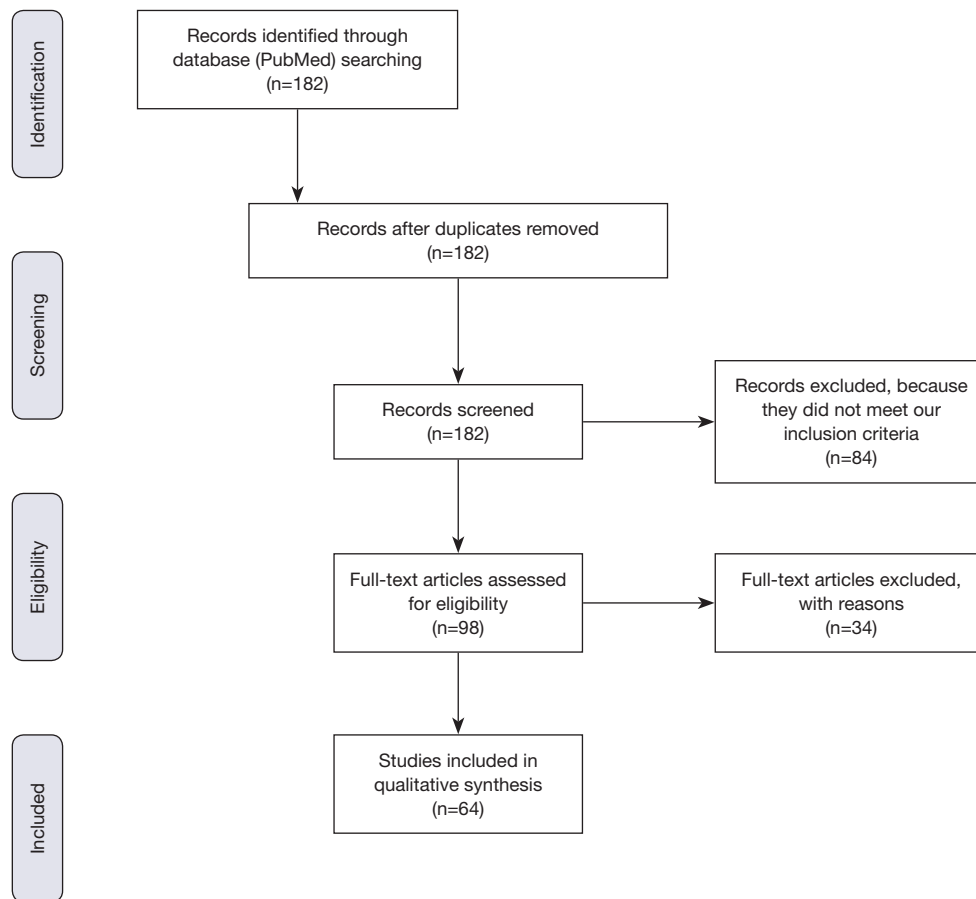 Identification
Records identified through
database (PubMed) searching
(n=182)
Records after duplicates removed
(n=182)
Screening
Records screened
(n=182)
Records excluded, because
they did not meet our
inclusion criteria
(n=84)
Eligibility
Full-text articles assessed
for eligibility
(n=98)
Full-text articles excluded,
with reasons
(n=34)
Included
Studies included in
qualitative synthesis
(n=64)